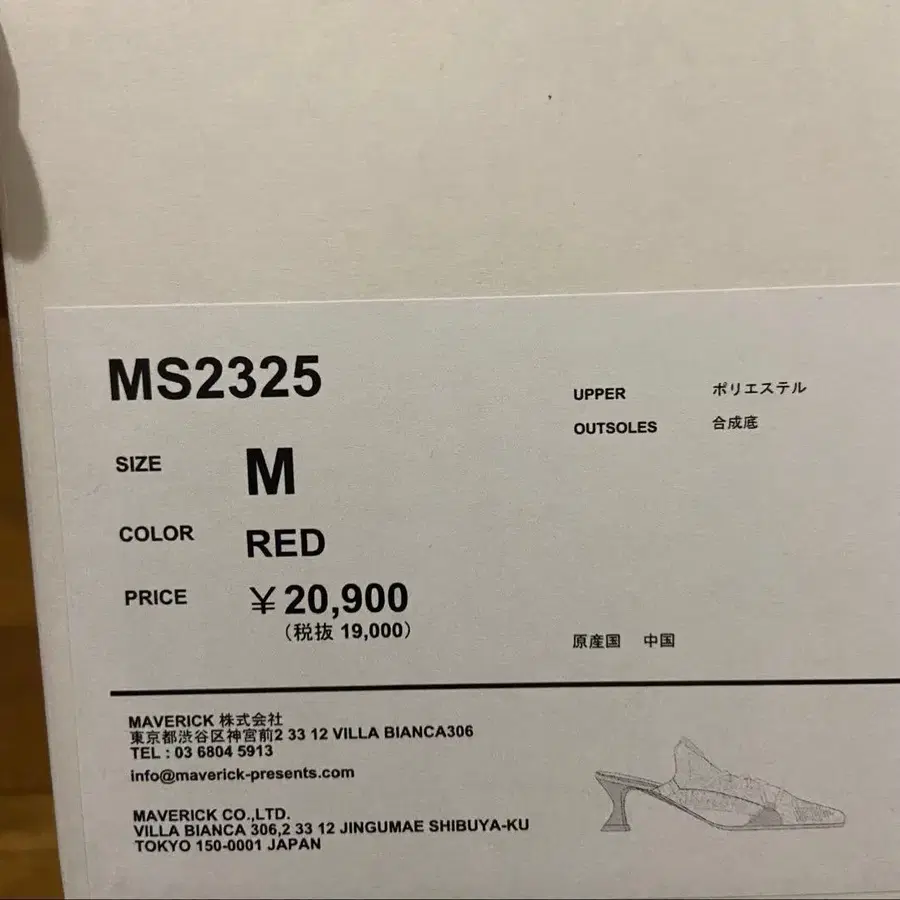 MS2325
SIZE M
COLOR RED
PRICE ￥20,900
（税抜 19,000）
UPPER ポリエステル
OUTSOLES 合成底
原産国 中国
MAVERICK 株式会社
東京都渋谷区神宮前2 33 12 VILLA BIANCA306
TEL : 03 6804 5913
info@maverick-presents.com
MAVERICK CO.,LTD.
VILLA BIANCA 306,2 33 12 JINGUMAE SHIBUYA-KU
TOKYO 150-0001 JAPAN